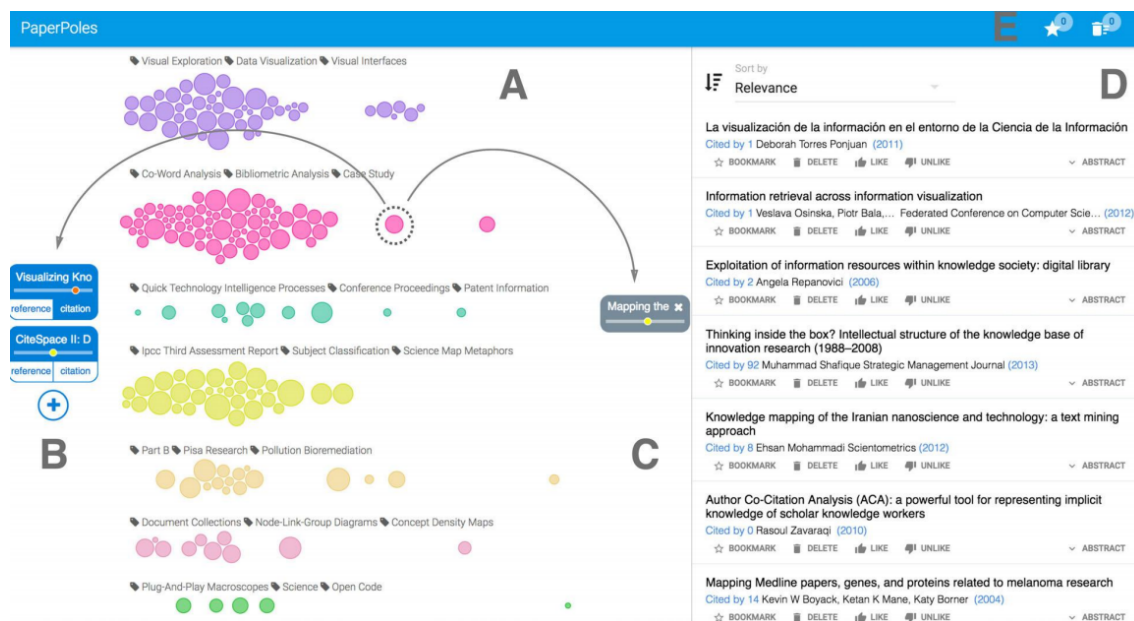 PaperPoles
E
0
0
Visual Exploration Data Visualization Visual Interfaces
A
Co-Word Analysis Bibliometric Analysis Case Study
Visualizing Kno
reference citation
CiteSpace II: D
reference citation
B
Quick Technology Intelligence Processes Conference Proceedings Patent Information
Mapping the
Ipcc Third Assessment Report Subject Classification Science Map Metaphors
Part B Pisa Research Pollution Bioremediation
C
Document Collections Node-Link-Group Diagrams Concept Density Maps
Plug-And-Play Macroscopes Science Open Code
Sort by
Relevance
D
La visualización de la información en el entorno de la Ciencia de la Información
Cited by 1 Deborah Torres Ponjuan (2011)
BOOKMARK DELETE LIKE UNLIKE ABSTRACT
Information retrieval across information visualization
Cited by 1 Veslava Osinska, Piotr Bala,... Federated Conference on Computer Scie... (2012)
BOOKMARK DELETE LIKE UNLIKE ABSTRACT
Exploitation of information resources within knowledge society: digital library
Cited by 2 Angela Repanovici (2006)
BOOKMARK DELETE LIKE UNLIKE ABSTRACT
Thinking inside the box? Intellectual structure of the knowledge base of
innovation research (1988–2008)
Cited by 92 Muhammad Shafique Strategic Management Journal (2013)
BOOKMARK DELETE LIKE UNLIKE ABSTRACT
Knowledge mapping of the Iranian nanoscience and technology: a text mining
approach
Cited by 8 Ehsan Mohammadi Scientometrics (2012)
BOOKMARK DELETE LIKE UNLIKE ABSTRACT
Author Co-Citation Analysis (ACA): a powerful tool for representing implicit
knowledge of scholar knowledge workers
Cited by 0 Rasoul Zavaraqi (2010)
BOOKMARK DELETE LIKE UNLIKE ABSTRACT
Mapping Medline papers, genes, and proteins related to melanoma research
Cited by 14 Kevin W Boyack, Ketan K Mane, Katy Borner (2004)
BOOKMARK DELETE LIKE UNLIKE ABSTRACT